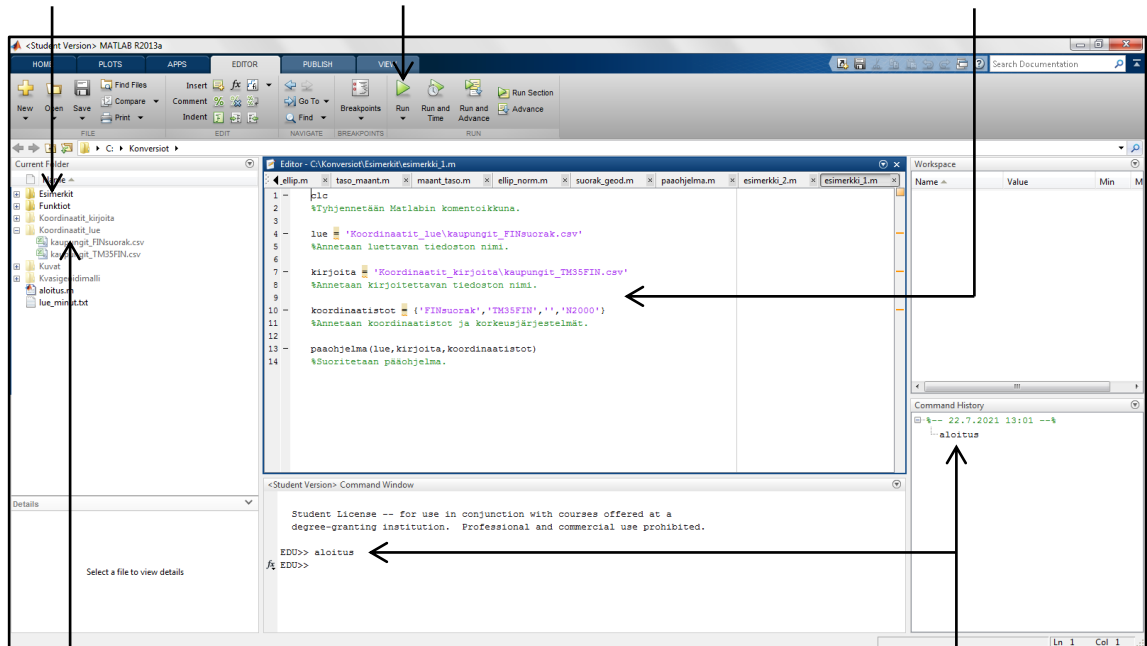 <Student Version> MATLAB R2013a
HOME PLOTS APPS EDITOR PUBLISH VIEW
Search Documentation
New Open Save
Find Files
Compare
Print
FILE
Insert
Comment
Indent
EDIT
Go To
Find
NAVIGATE
Breakpoints
BREAKPOINTS
Run
Run and Time
Run and Advance
Run Section
Advance
RUN
C: Konversiot
Current Folder
Name
Esimerkit
Funktiot
Koordinaatit_kirjoita
Koordinaatit_lue
kaupungit_FINsuorak.csv
kaupungit_TM35FIN.csv
Kuvat
Kvasigeoidimalli
aloitus.m
lue_minut.txt
Details
Select a file to view details
Editor - C:\Konversiot\Esimerkit\esimerkki_1.m
_ellip.m taso_maant.m maant_taso.m ellip_norm.m suorak_geod.m paaohjelma.m esimerkki_2.m esimerkki_1.m
1 – clc
2 %Tyhjennetään Matlabin komentoikkuna.
3
4 – lue = 'Koordinaatit_lue\kaupungit_FINsuorak.csv'
5 %Annetaan luettavan tiedoston nimi.
6
7 – kirjoita = 'Koordinaatit_kirjoita\kaupungit_TM35FIN.csv'
8 %Annetaan kirjoitettavan tiedoston nimi.
9
10 – koordinaatistot = {'FINsuorak','TM35FIN','','N2000'}
11 %Annetaan koordinaatistot ja korkeusjärjestelmät.
12
13 – paaohjelma(lue,kirjoita,koordinaatistot)
14 %Suoritetaan pääohjelma.
<Student Version> Command Window
Student License -- for use in conjunction with courses offered at a
degree-granting institution. Professional and commercial use prohibited.
EDU>> aloitus
fx EDU>>
Workspace
Name Value Min M
Command History
%-- 22.7.2021 13:01 --%
aloitus
Ln 1 Col 1